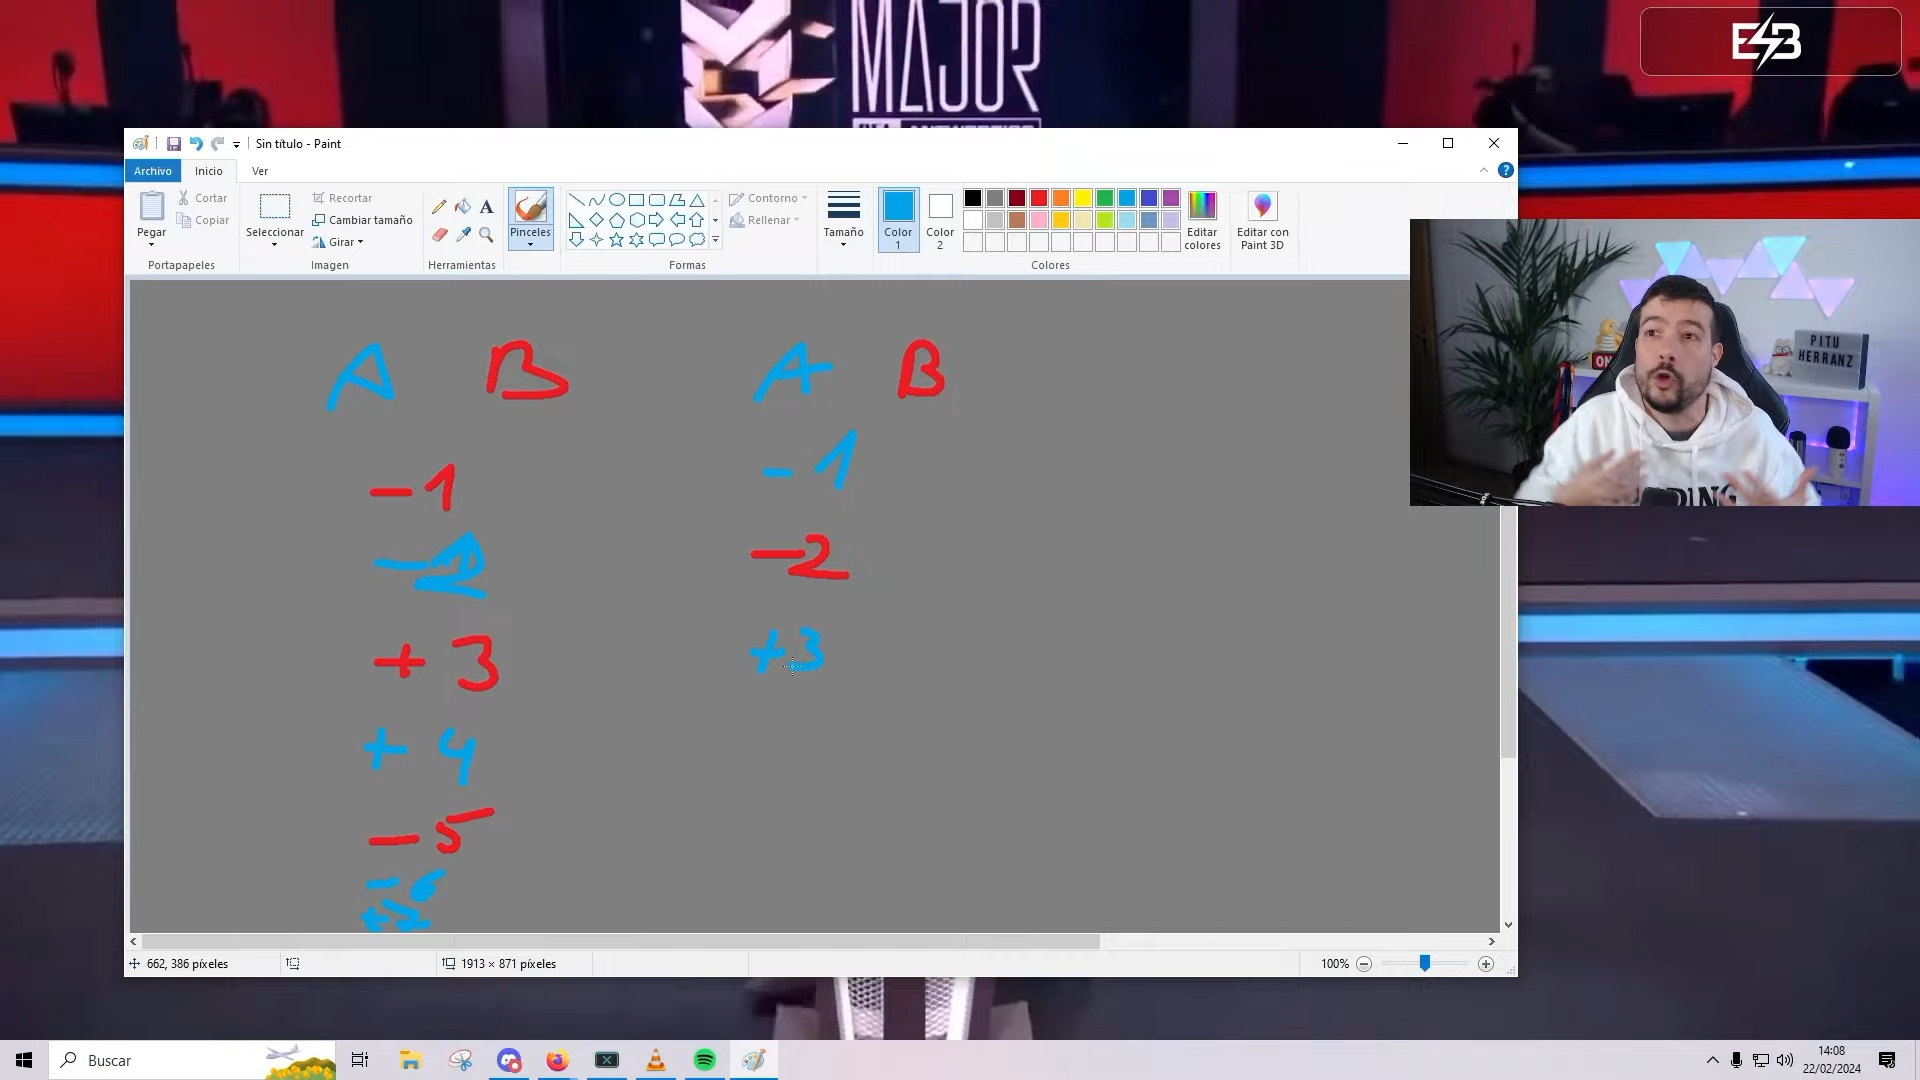 MAJOR
E4B
Sin título - Paint
Archivo Inicio Ver
Pegar
Cortar
Copiar
Portapapeles
Seleccionar
Recortar
Cambiar tamaño
Girar
Imagen
A
Herramientas
Pinceles
Formas
Contorno
Rellenar
Tamaño
Color 1
Color 2
Colores
Editar colores
Editar con Paint 3D
PITU
HERRANZ
ON
A B
-1
-2
+3
+4
-5
-6
A B
-1
-2
+3
662, 386 píxeles
1913 × 871 píxeles
100%
Buscar
14:08
22/02/2024